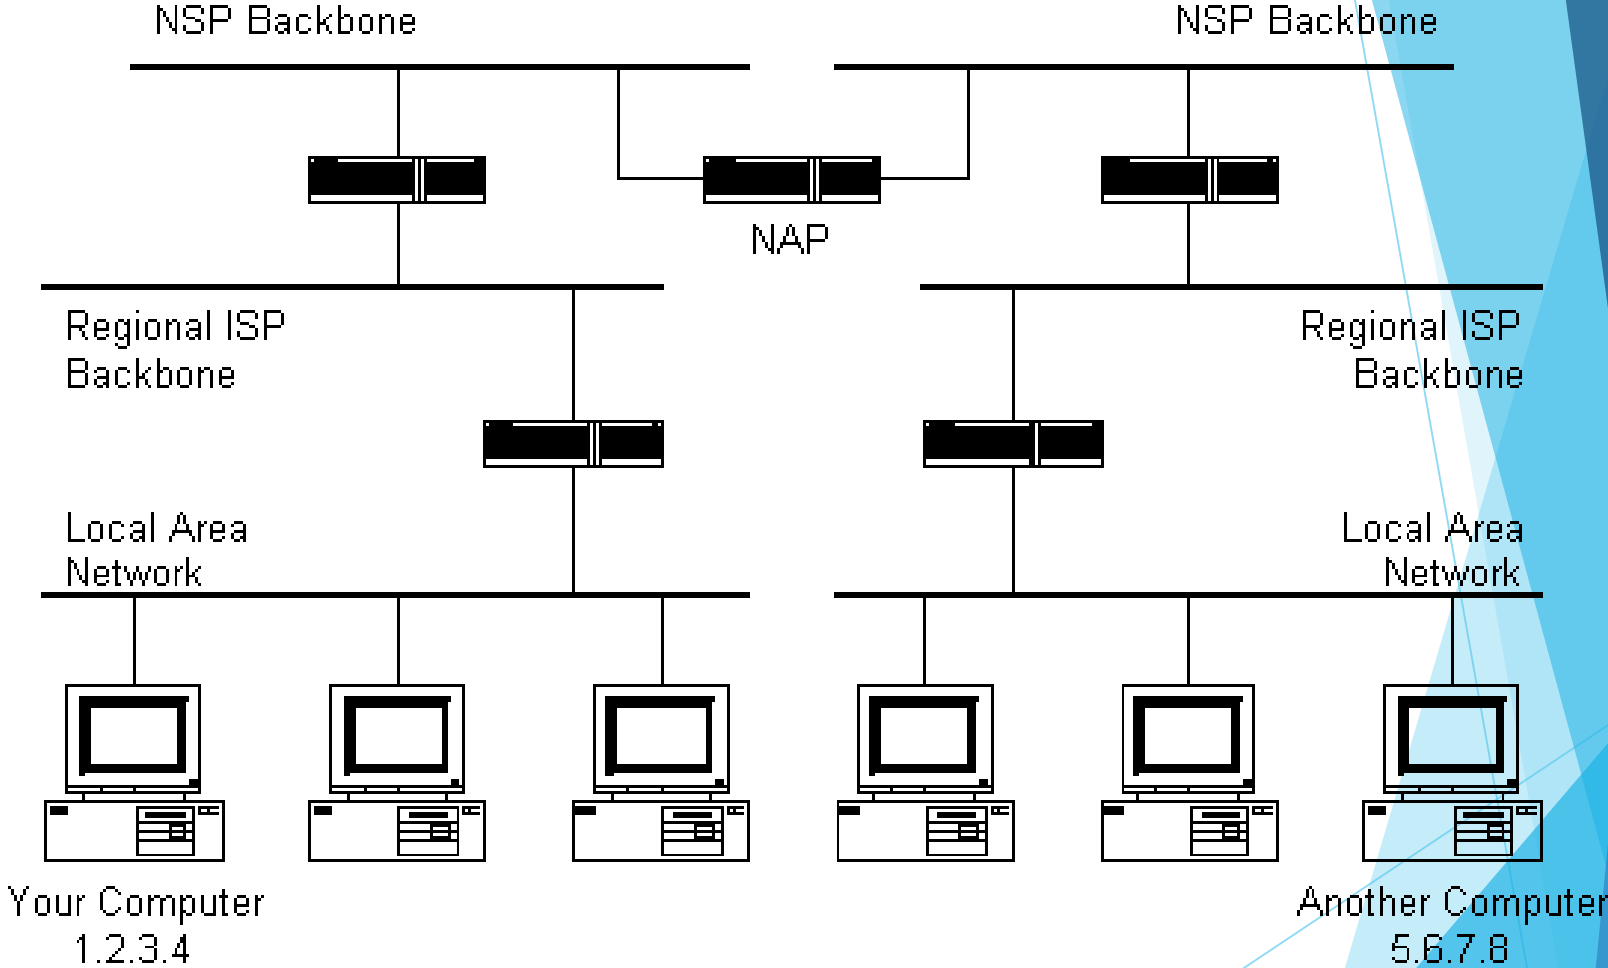 NSP Backbone
NSP Backbone
NAP
Regional ISP
Backbone
Regional ISP
Backbone
Local Area
Network
Local Area
Network
Your Computer
1.2.3.4
Another Computer
5.6.7.8